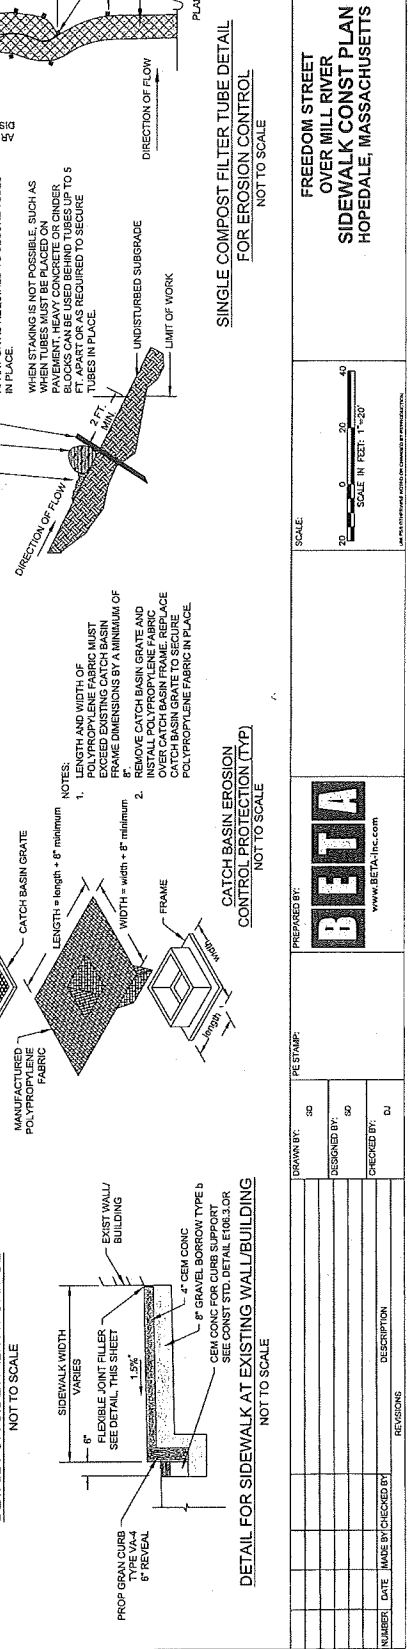 NOT TO SCALE
SIDEWALK WIDTH
VARIES
6"
EXIST WALL/
BUILDING
FLEXIBLE JOINT FILLER
SEE DETAIL, THIS SHEET
1.5%*
PROP GRAN CURB
TYPE VA-4
6" REVEAL
4" CEM CONC
8" GRAVEL BORROW TYPE b
CEM CONC FOR CURB SUPPORT
SEE CONST STD. DETAIL E106.3.OR
DETAIL FOR SIDEWALK AT EXISTING WALL/BUILDING
NOT TO SCALE
CATCH BASIN GRATE
MANUFACTURED
POLYPROPYLENE
FABRIC
LENGTH = length + 8" minimum
WIDTH = width + 8" minimum
FRAME
width
length
NOTES:
1. LENGTH AND WIDTH OF
POLYPROPYLENE FABRIC MUST
EXCEED EXISTING CATCH BASIN
FRAME DIMENSIONS BY A MINIMUM OF
8".
2. REMOVE CATCH BASIN GRATE AND
INSTALL POLYPROPYLENE FABRIC
OVER CATCH BASIN FRAME. REPLACE
CATCH BASIN GRATE TO SECURE
POLYPROPYLENE FABRIC IN PLACE.
CATCH BASIN EROSION
CONTROL PROTECTION (TYP)
NOT TO SCALE
IN PLACE.
WHEN STAKING IS NOT POSSIBLE, SUCH AS
WHEN TUBES MUST BE PLACED ON
PAVEMENT, HEAVY CONCRETE OR CINDER
BLOCKS CAN BE USED BEHIND TUBES UP TO 5
FT. APART OR AS REQUIRED TO SECURE
TUBES IN PLACE.
DIRECTION OF FLOW
2 FT.
MIN
UNDISTURBED SUBGRADE
LIMIT OF WORK
DIRECTION OF FLOW
SINGLE COMPOST FILTER TUBE DETAIL
FOR EROSION CONTROL
NOT TO SCALE
NUMBER DATE MADE BY CHECKED BY DESCRIPTION
REVISIONS
DRAWN BY: SO
DESIGNED BY: SO
CHECKED BY: DJ
PE STAMP:
PREPARED BY:
BETA
www.BETA-Inc.com
SCALE:
20 0 20 40
SCALE IN FEET: 1"=20'
FREEDOM STREET
OVER MILL RIVER
SIDEWALK CONST PLAN
HOPEDALE, MASSACHUSETTS